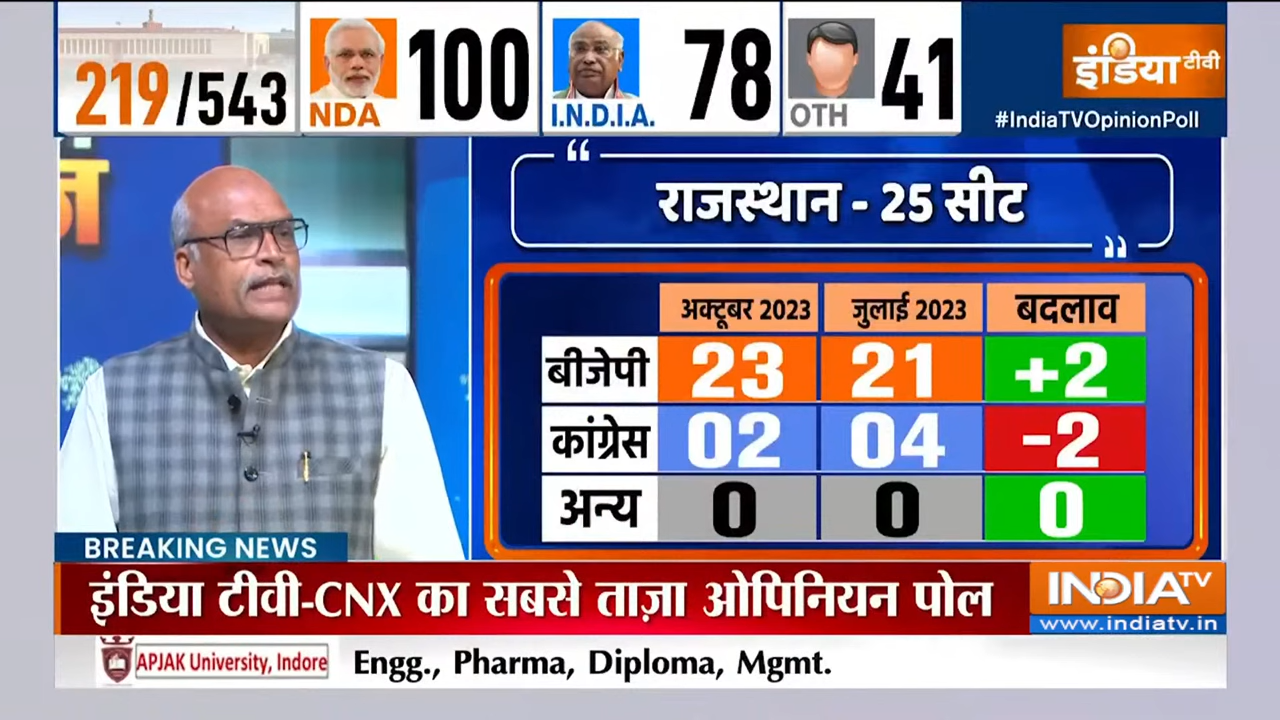 219/543
NDA 100
I.N.D.I.A. 78
OTH 41
इंडिया टीवी
#IndiaTVOpinionPoll
“
राजस्थान - 25 सीट
”
अक्टूबर 2023 जुलाई 2023 बदलाव
बीजेपी 23 21 +2
कांग्रेस 02 04 -2
अन्य 0 0 0
BREAKING NEWS
इंडिया टीवी-CNX का सबसे ताज़ा ओपिनियन पोल
INDIA TV
www.indiatv.in
APJAK University, Indore Engg., Pharma, Diploma, Mgmt.